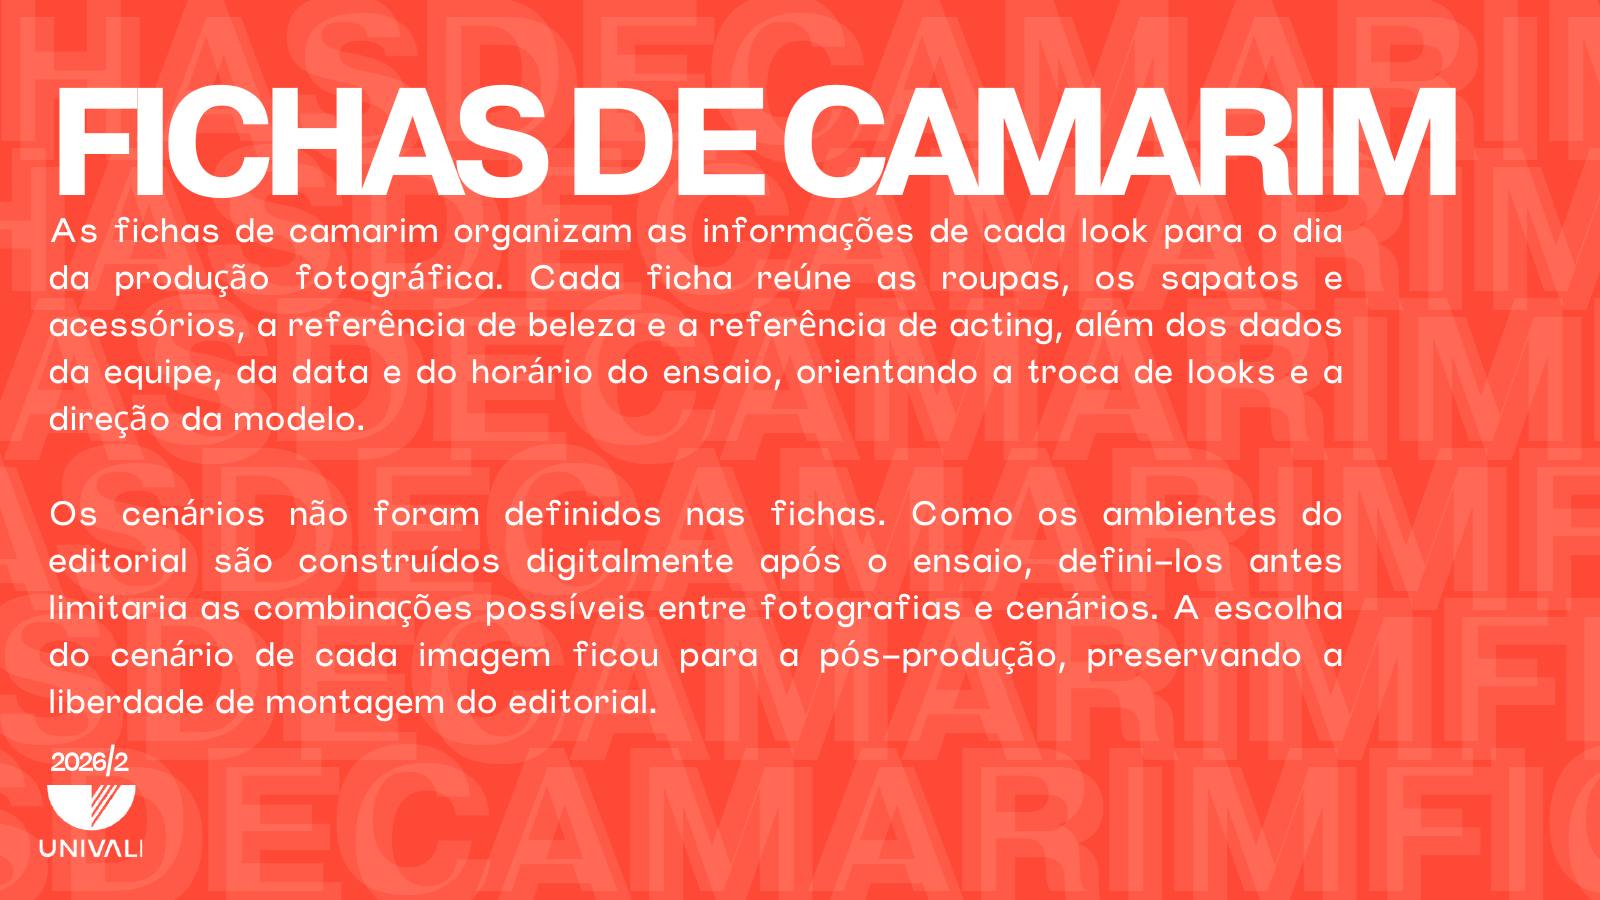 FICHAS DE CAMARIM
As fichas de camarim organizam as informações de cada look para o dia
da produção fotográfica. Cada ficha reúne as roupas, os sapatos e
acessórios, a referência de beleza e a referência de acting, além dos dados
da equipe, da data e do horário do ensaio, orientando a troca de looks e a
direção da modelo.
Os cenários não foram definidos nas fichas. Como os ambientes do
editorial são construídos digitalmente após o ensaio, defini-los antes
limitaria as combinações possíveis entre fotografias e cenários. A escolha
do cenário de cada imagem ficou para a pós-produção, preservando a
liberdade de montagem do editorial.
2026/2
UNIVALI